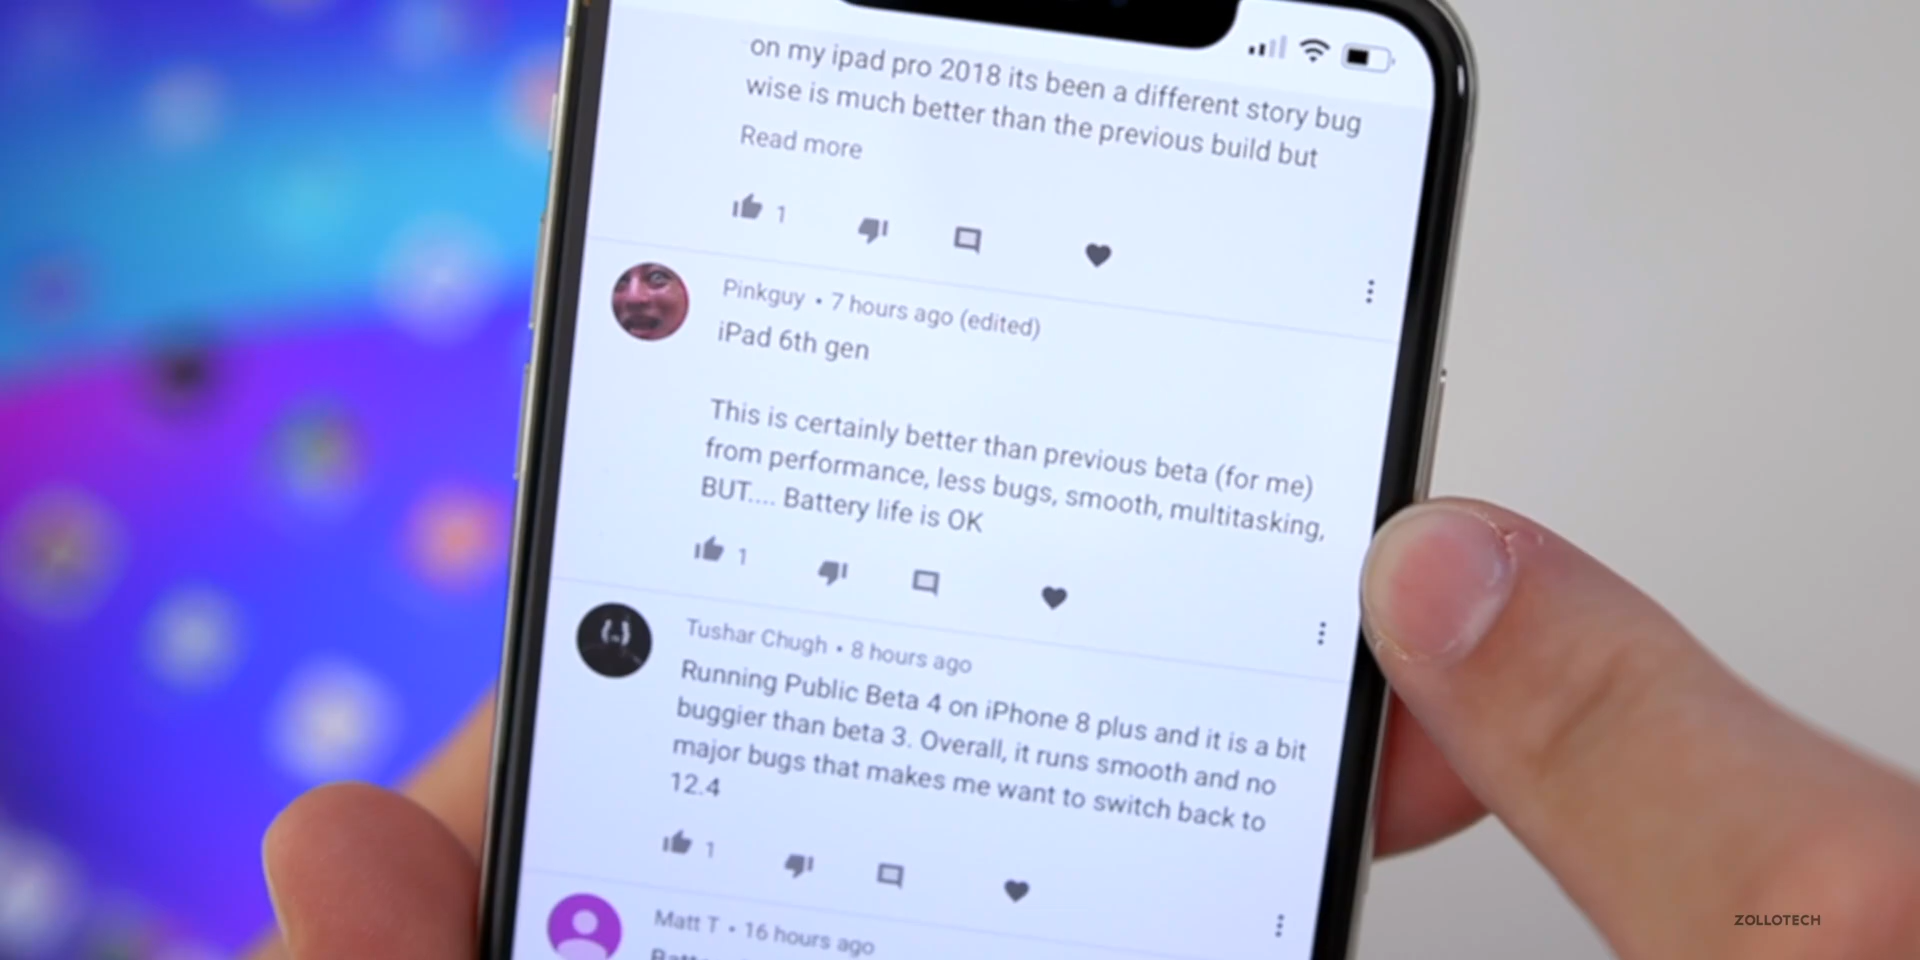 on my ipad pro 2018 its been a different story bug
wise is much better than the previous build but
Read more
1
Pinkguy • 7 hours ago (edited)
iPad 6th gen
This is certainly better than previous beta (for me)
from performance, less bugs, smooth, multitasking,
BUT.... Battery life is OK
1
Tushar Chugh • 8 hours ago
Running Public Beta 4 on iPhone 8 plus and it is a bit
buggier than beta 3. Overall, it runs smooth and no
major bugs that makes me want to switch back to
12.4
1
Matt T • 16 hours ago
ZOLLOTECH